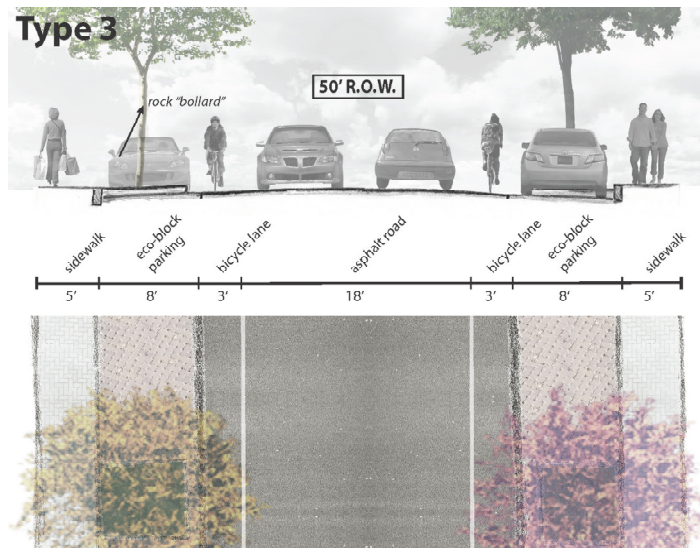 Type 3
50' R.O.W.
rock "bollard"
sidewalk
eco-block
parking
bicycle lane
asphalt road
bicycle lane
eco-block
parking
sidewalk
5' 8' 3' 18' 3' 8' 5'